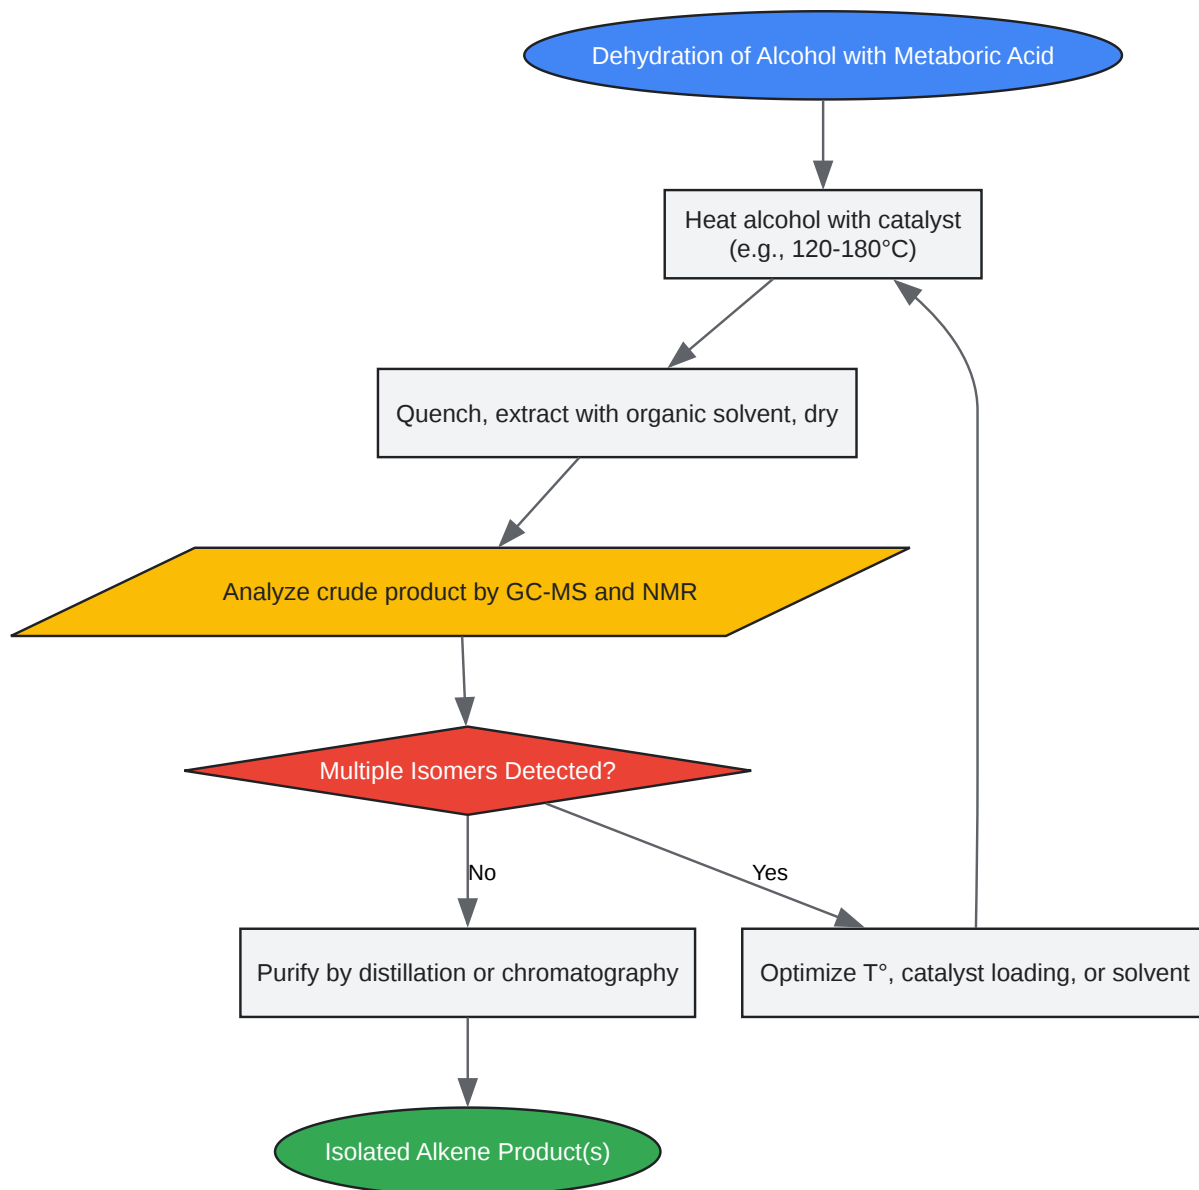 Dehydration of Alcohol with Metaboric Acid
Heat alcohol with catalyst
(e.g., 120-180°C)
Quench, extract with organic solvent, dry
Analyze crude product by GC-MS and NMR
Multiple Isomers Detected?
No
Yes
Purify by distillation or chromatography
Optimize T°, catalyst loading, or solvent
Isolated Alkene Product(s)